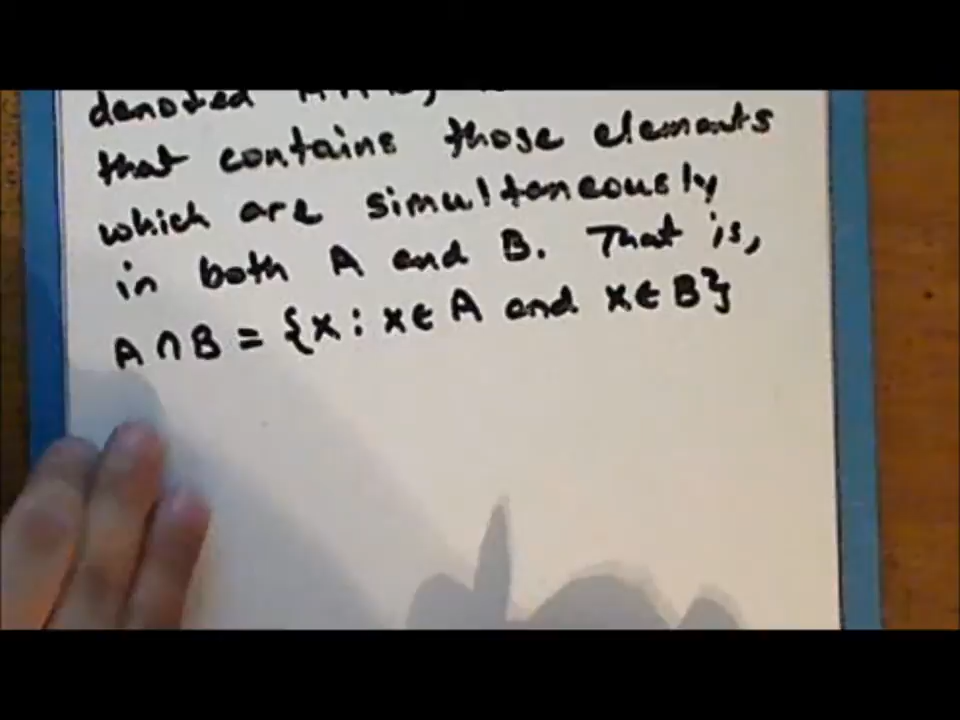 denoted A∩B,
that contains those elements
which are simultaneously
in both A and B. That is,
A∩B = {x : x∈A and x∈B}